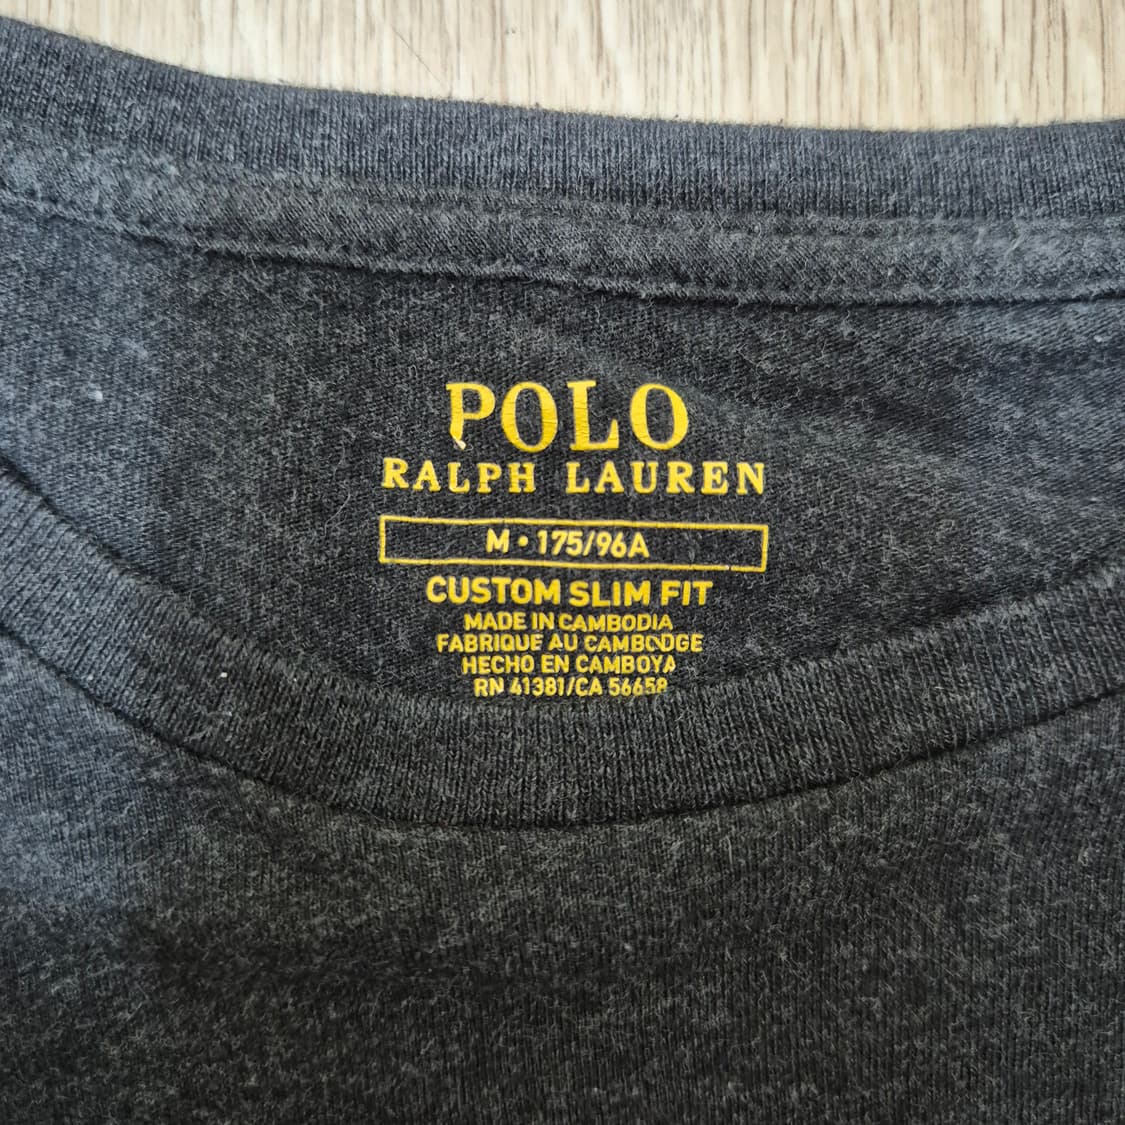 POLO
RALPH LAUREN
M • 175/96A
CUSTOM SLIM FIT
MADE IN CAMBODIA
FABRIQUE AU CAMBODGE
HECHO EN CAMBOYA
RN 41381/CA 56658